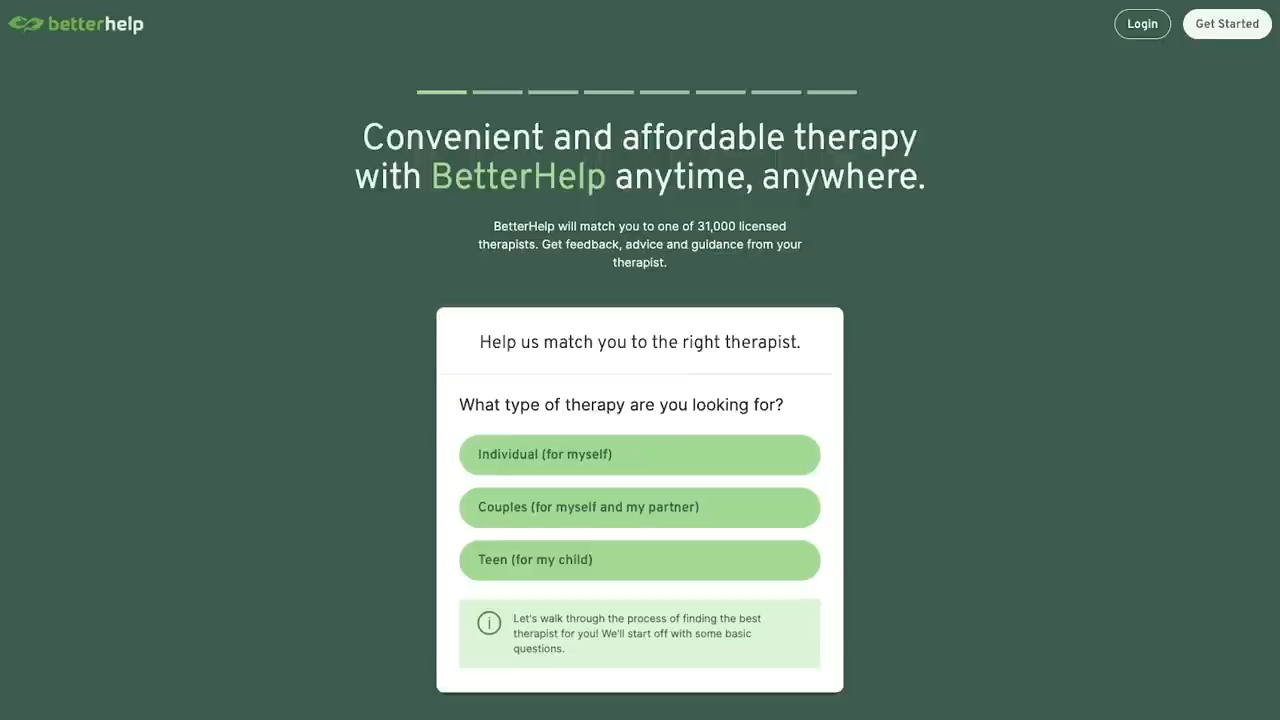 betterhelp
Login
Get Started
Convenient and affordable therapy
with BetterHelp anytime, anywhere.
BetterHelp will match you to one of 31,000 licensed
therapists. Get feedback, advice and guidance from your
therapist.
Help us match you to the right therapist.
What type of therapy are you looking for?
Individual (for myself)
Couples (for myself and my partner)
Teen (for my child)
Let's walk through the process of finding the best
therapist for you! We'll start off with some basic
questions.